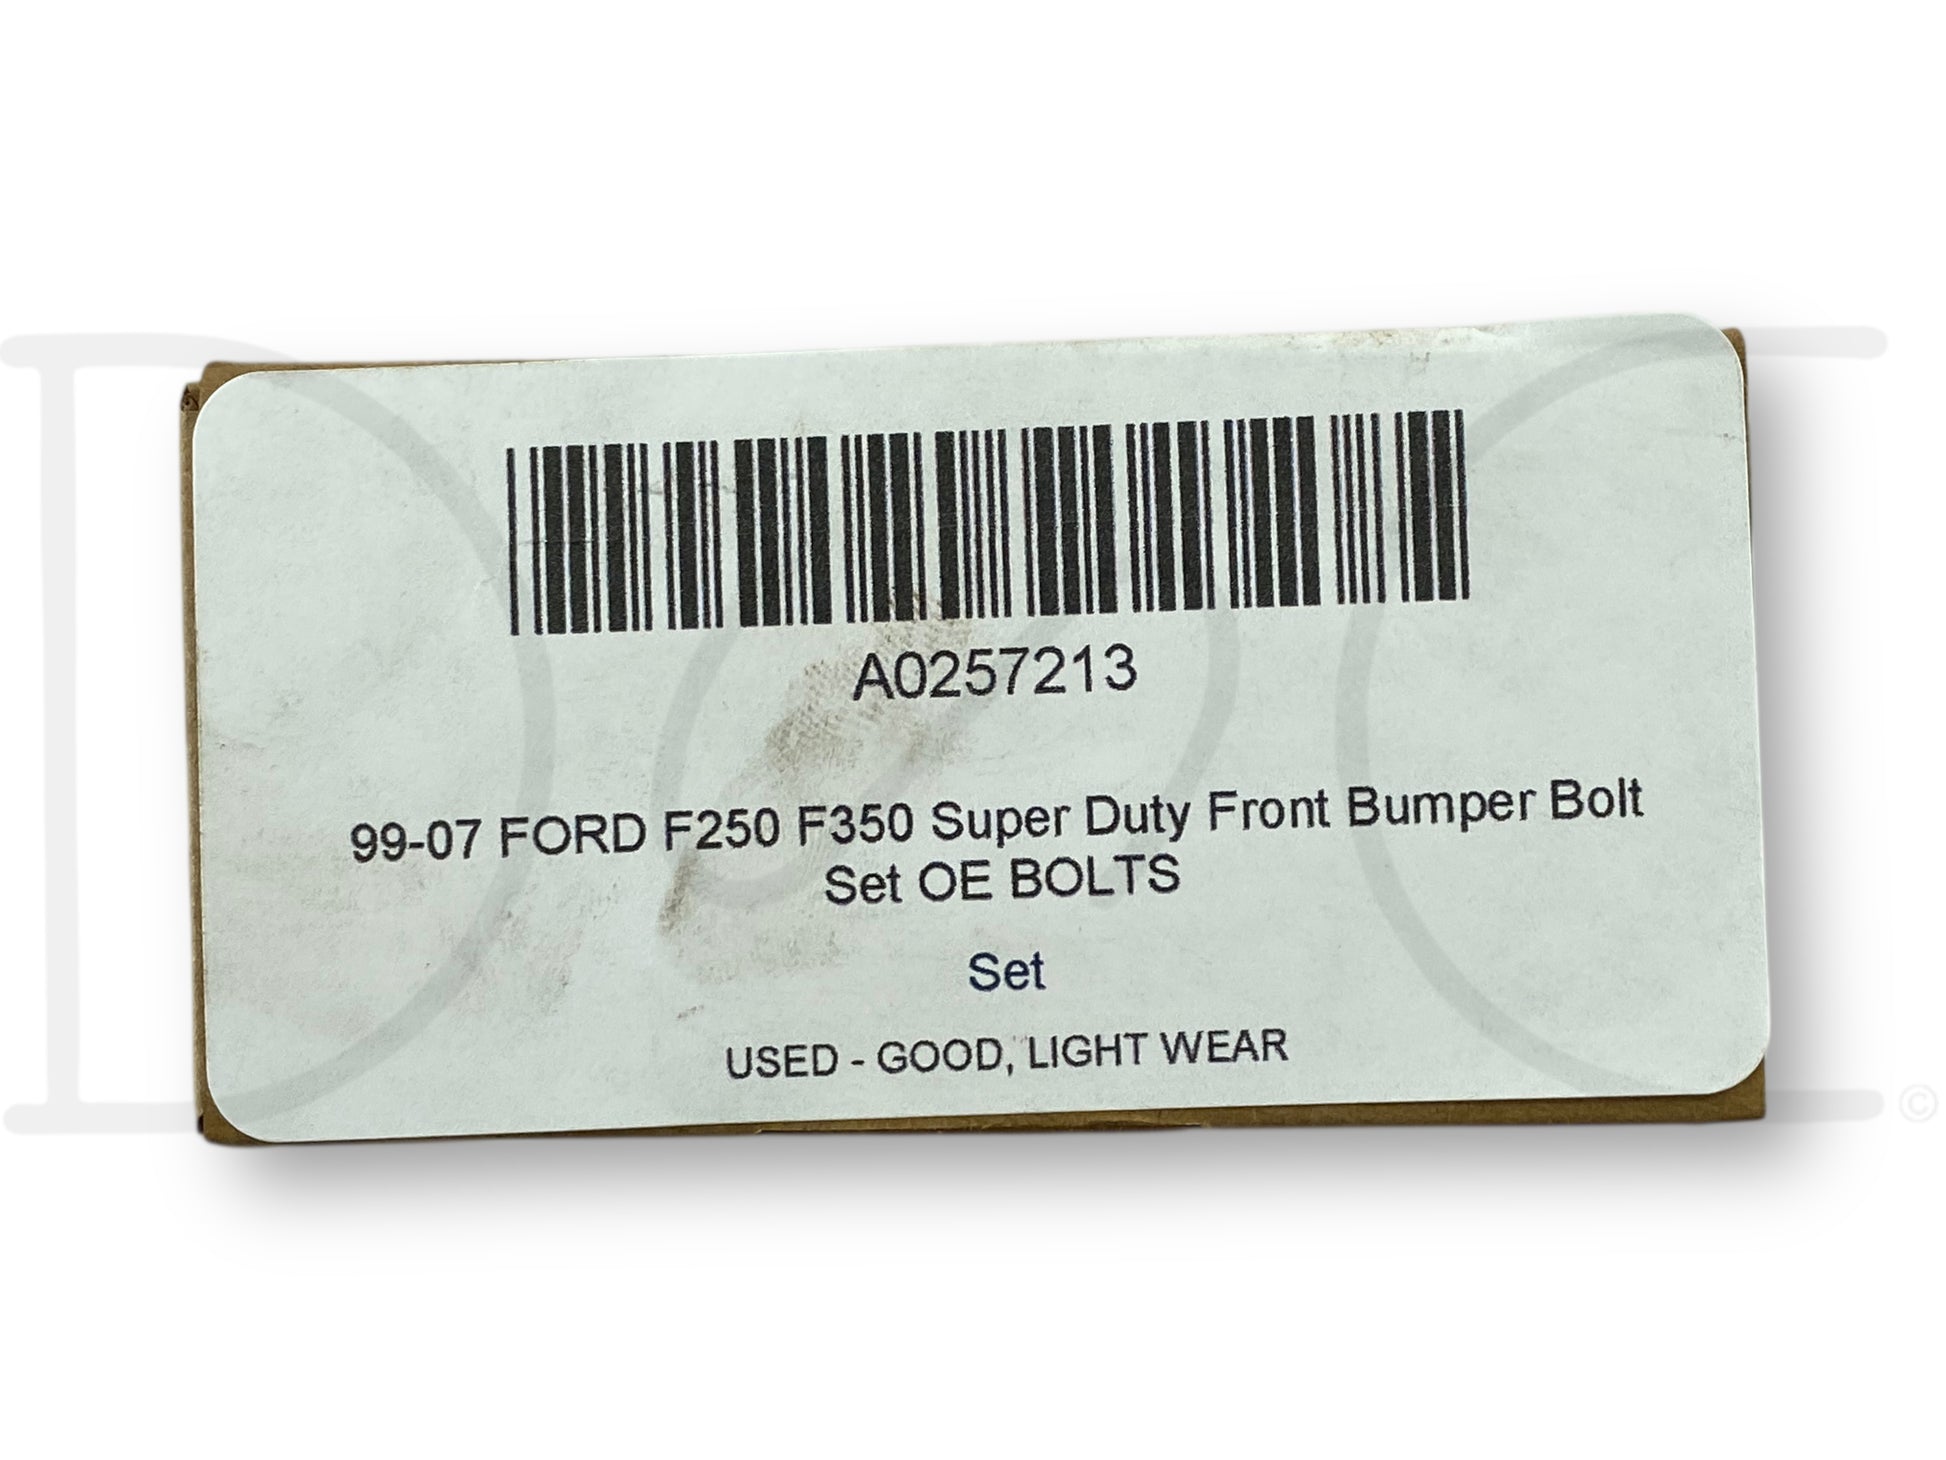 A0257213
99-07 FORD F250 F350 Super Duty Front Bumper Bolt
Set OE BOLTS
Set
USED - GOOD, LIGHT WEAR
©